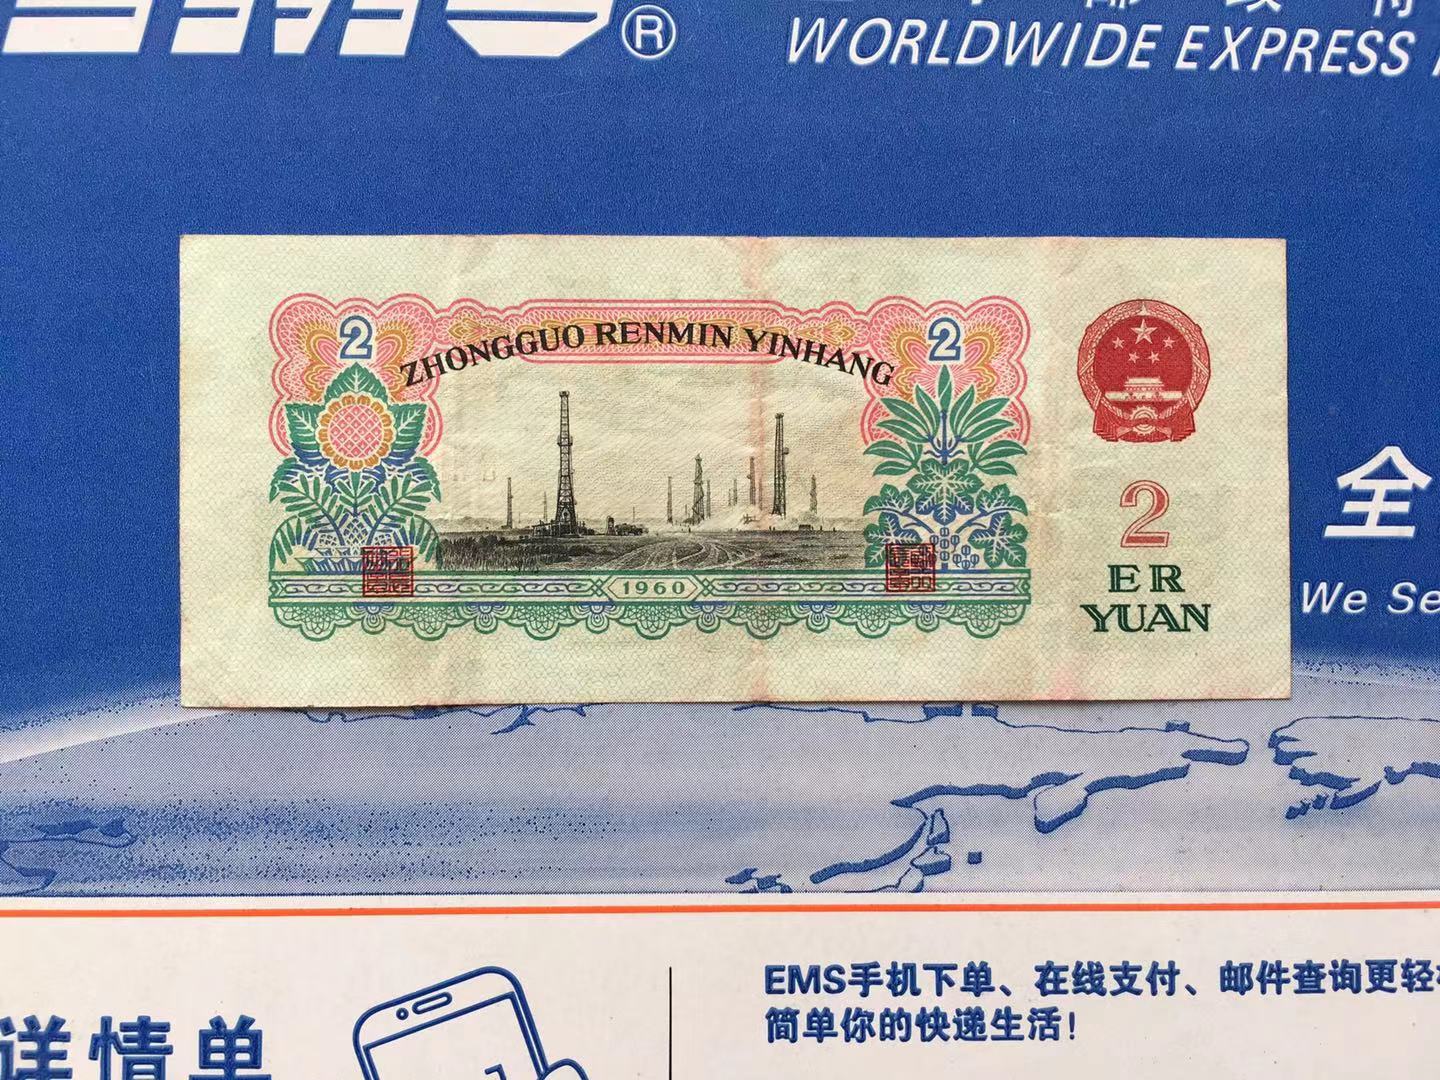 EMS®
WORLDWIDE EXPRESS
2
2
ZHONGGUO RENMIN YINHANG
1960
2
ER
YUAN
全
We Se
详情单
EMS手机下单、在线支付、邮件查询更轻
简单你的快递生活！